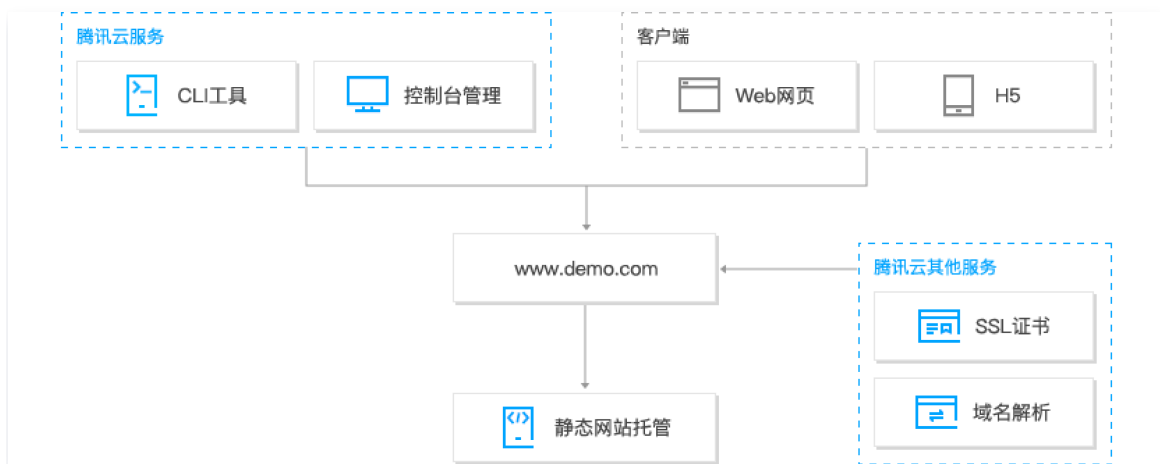 腾讯云服务
CLI工具
控制台管理
客户端
Web网页
H5
www.demo.com
腾讯云其他服务
SSL证书
域名解析
静态网站托管